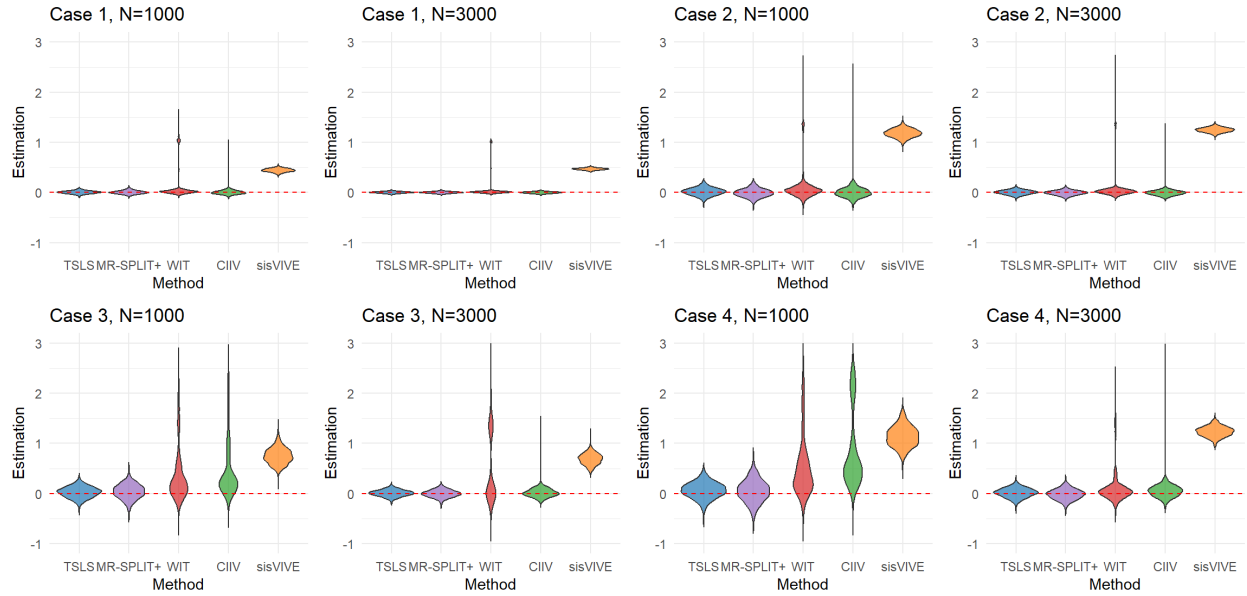 Case 1, N=1000
Estimation
3
2
1
0
-1
TSLS MR-SPLIT+ WIT CIIV sisVIVE
Method
Case 1, N=3000
Estimation
3
2
1
0
-1
TSLS MR-SPLIT+ WIT CIIV sisVIVE
Method
Case 2, N=1000
Estimation
3
2
1
0
-1
TSLS MR-SPLIT+ WIT CIIV sisVIVE
Method
Case 2, N=3000
Estimation
3
2
1
0
-1
TSLS MR-SPLIT+ WIT CIIV sisVIVE
Method
Case 3, N=1000
Estimation
3
2
1
0
-1
TSLS MR-SPLIT+ WIT CIIV sisVIVE
Method
Case 3, N=3000
Estimation
3
2
1
0
-1
TSLS MR-SPLIT+ WIT CIIV sisVIVE
Method
Case 4, N=1000
Estimation
3
2
1
0
-1
TSLS MR-SPLIT+ WIT CIIV sisVIVE
Method
Case 4, N=3000
Estimation
3
2
1
0
-1
TSLS MR-SPLIT+ WIT CIIV sisVIVE
Method